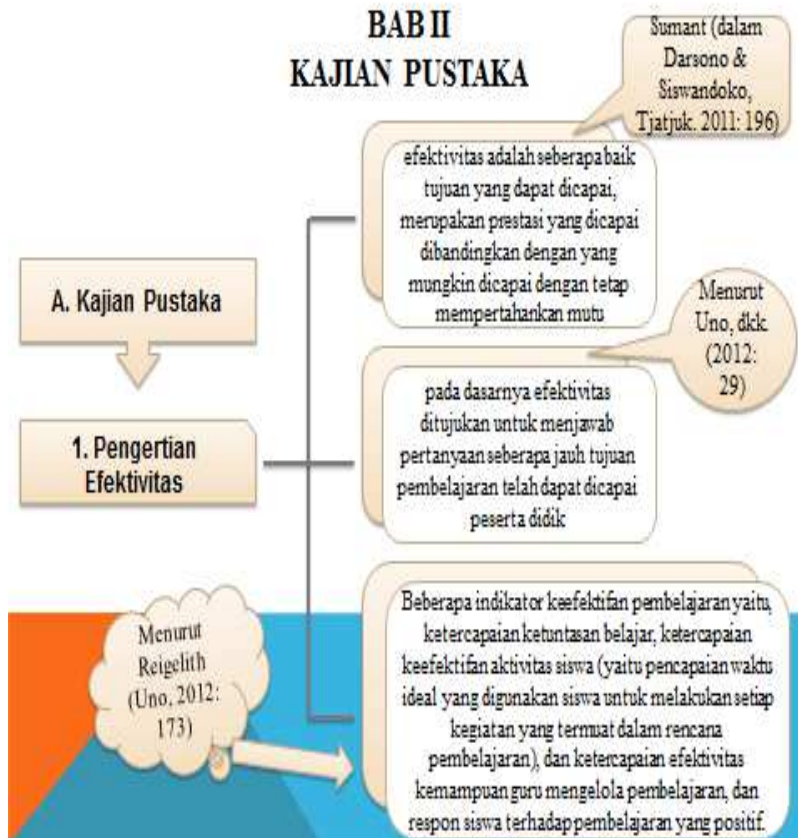 BAB II
KAJIAN PUSTAKA
Sumant (dalam
Darsono &
Siswandoko,
Tjatjuk. 2011: 196)
efektivitas adalah seberapa baik
tujuan yang dapat dicapai,
merupakan prestasi yang dicapai
dibandingkan dengan yang
mungkin dicapai dengan tetap
mempertahankan mutu
A. Kajian Pustaka
Menurut
Uno, dkk.
(2012:
29)
1. Pengertian
Efektivitas
pada dasarnya efektivitas
ditujukan untuk menjawab
pertanyaan seberapa jauh tujuan
pembelajaran telah dapat dicapai
peserta didik
Menurut
Reigelith
(Uno, 2012:
173)
Beberapa indikator keefektifan pembelajaran yaitu,
ketercapaian ketuntasan belajar, ketercapaian
keefektifan aktivitas siswa (yaitu pencapaian waktu
ideal yang digunakan siswa untuk melakukan setiap
kegiatan yang termuat dalam rencana
pembelajaran), dan ketercapaian efektivitas
kemampuan guru mengelola pembelajaran, dan
respon siswa terhadap pembelajaran yang positif.